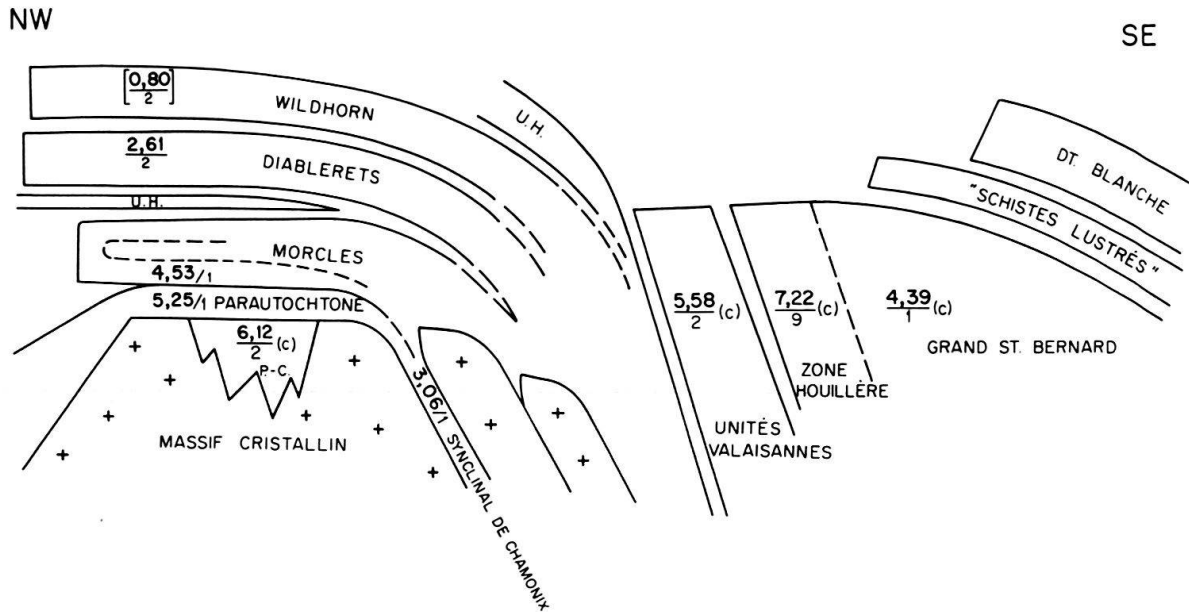 NW
SE
[0,80]
2
WILDHORN
U.H.
2,61
2
DIABLERETS
U.H.
DT. BLANCHE
"SCHISTES LUSTRÉS"
MORCLES
4,53/1
5,25/1 PARAUTOCHTONE
6,12
2 (c)
P.-C.
MASSIF CRISTALLIN
3,06/1 SYNCLINAL DE CHAMONIX
5,58
2 (c)
UNITÉS
VALAISANNES
7,22
9 (c)
ZONE
HOUILLÈRE
4,39
1 (c)
GRAND ST. BERNARD